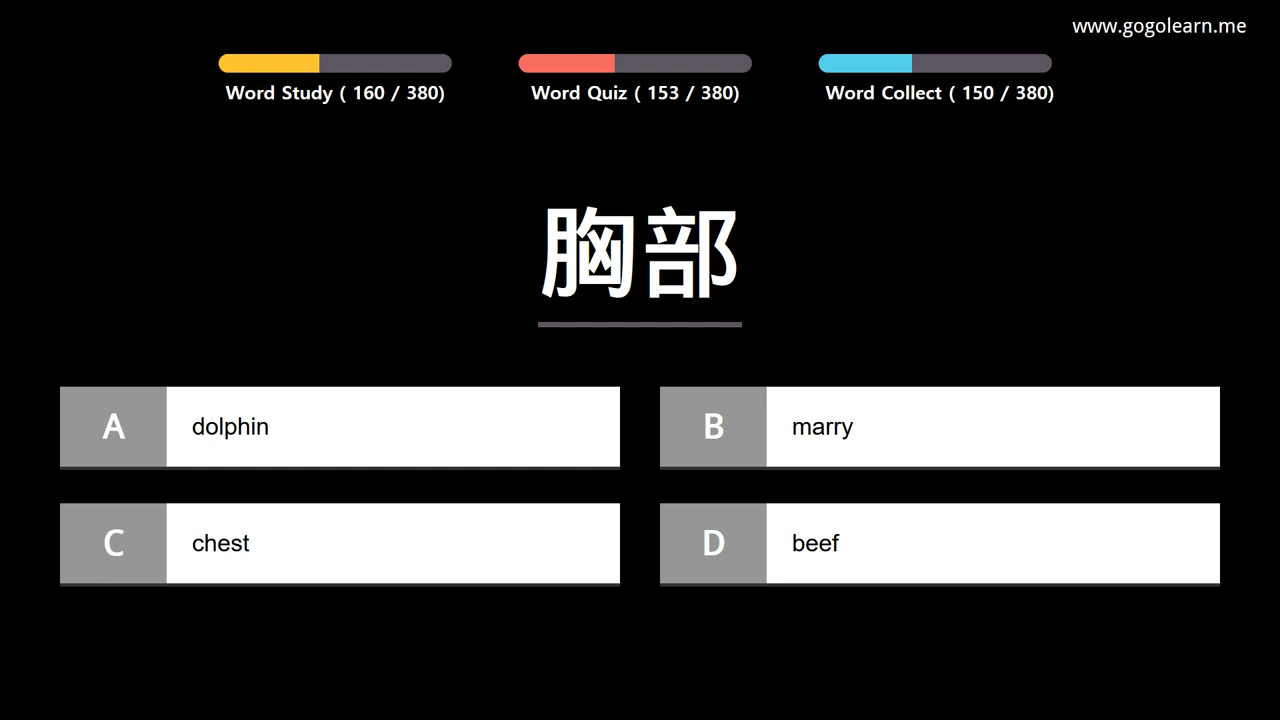 www.gogolearn.me
Word Study ( 160 / 380)
Word Quiz ( 153 / 380)
Word Collect ( 150 / 380)
胸部
A dolphin
B marry
C chest
D beef